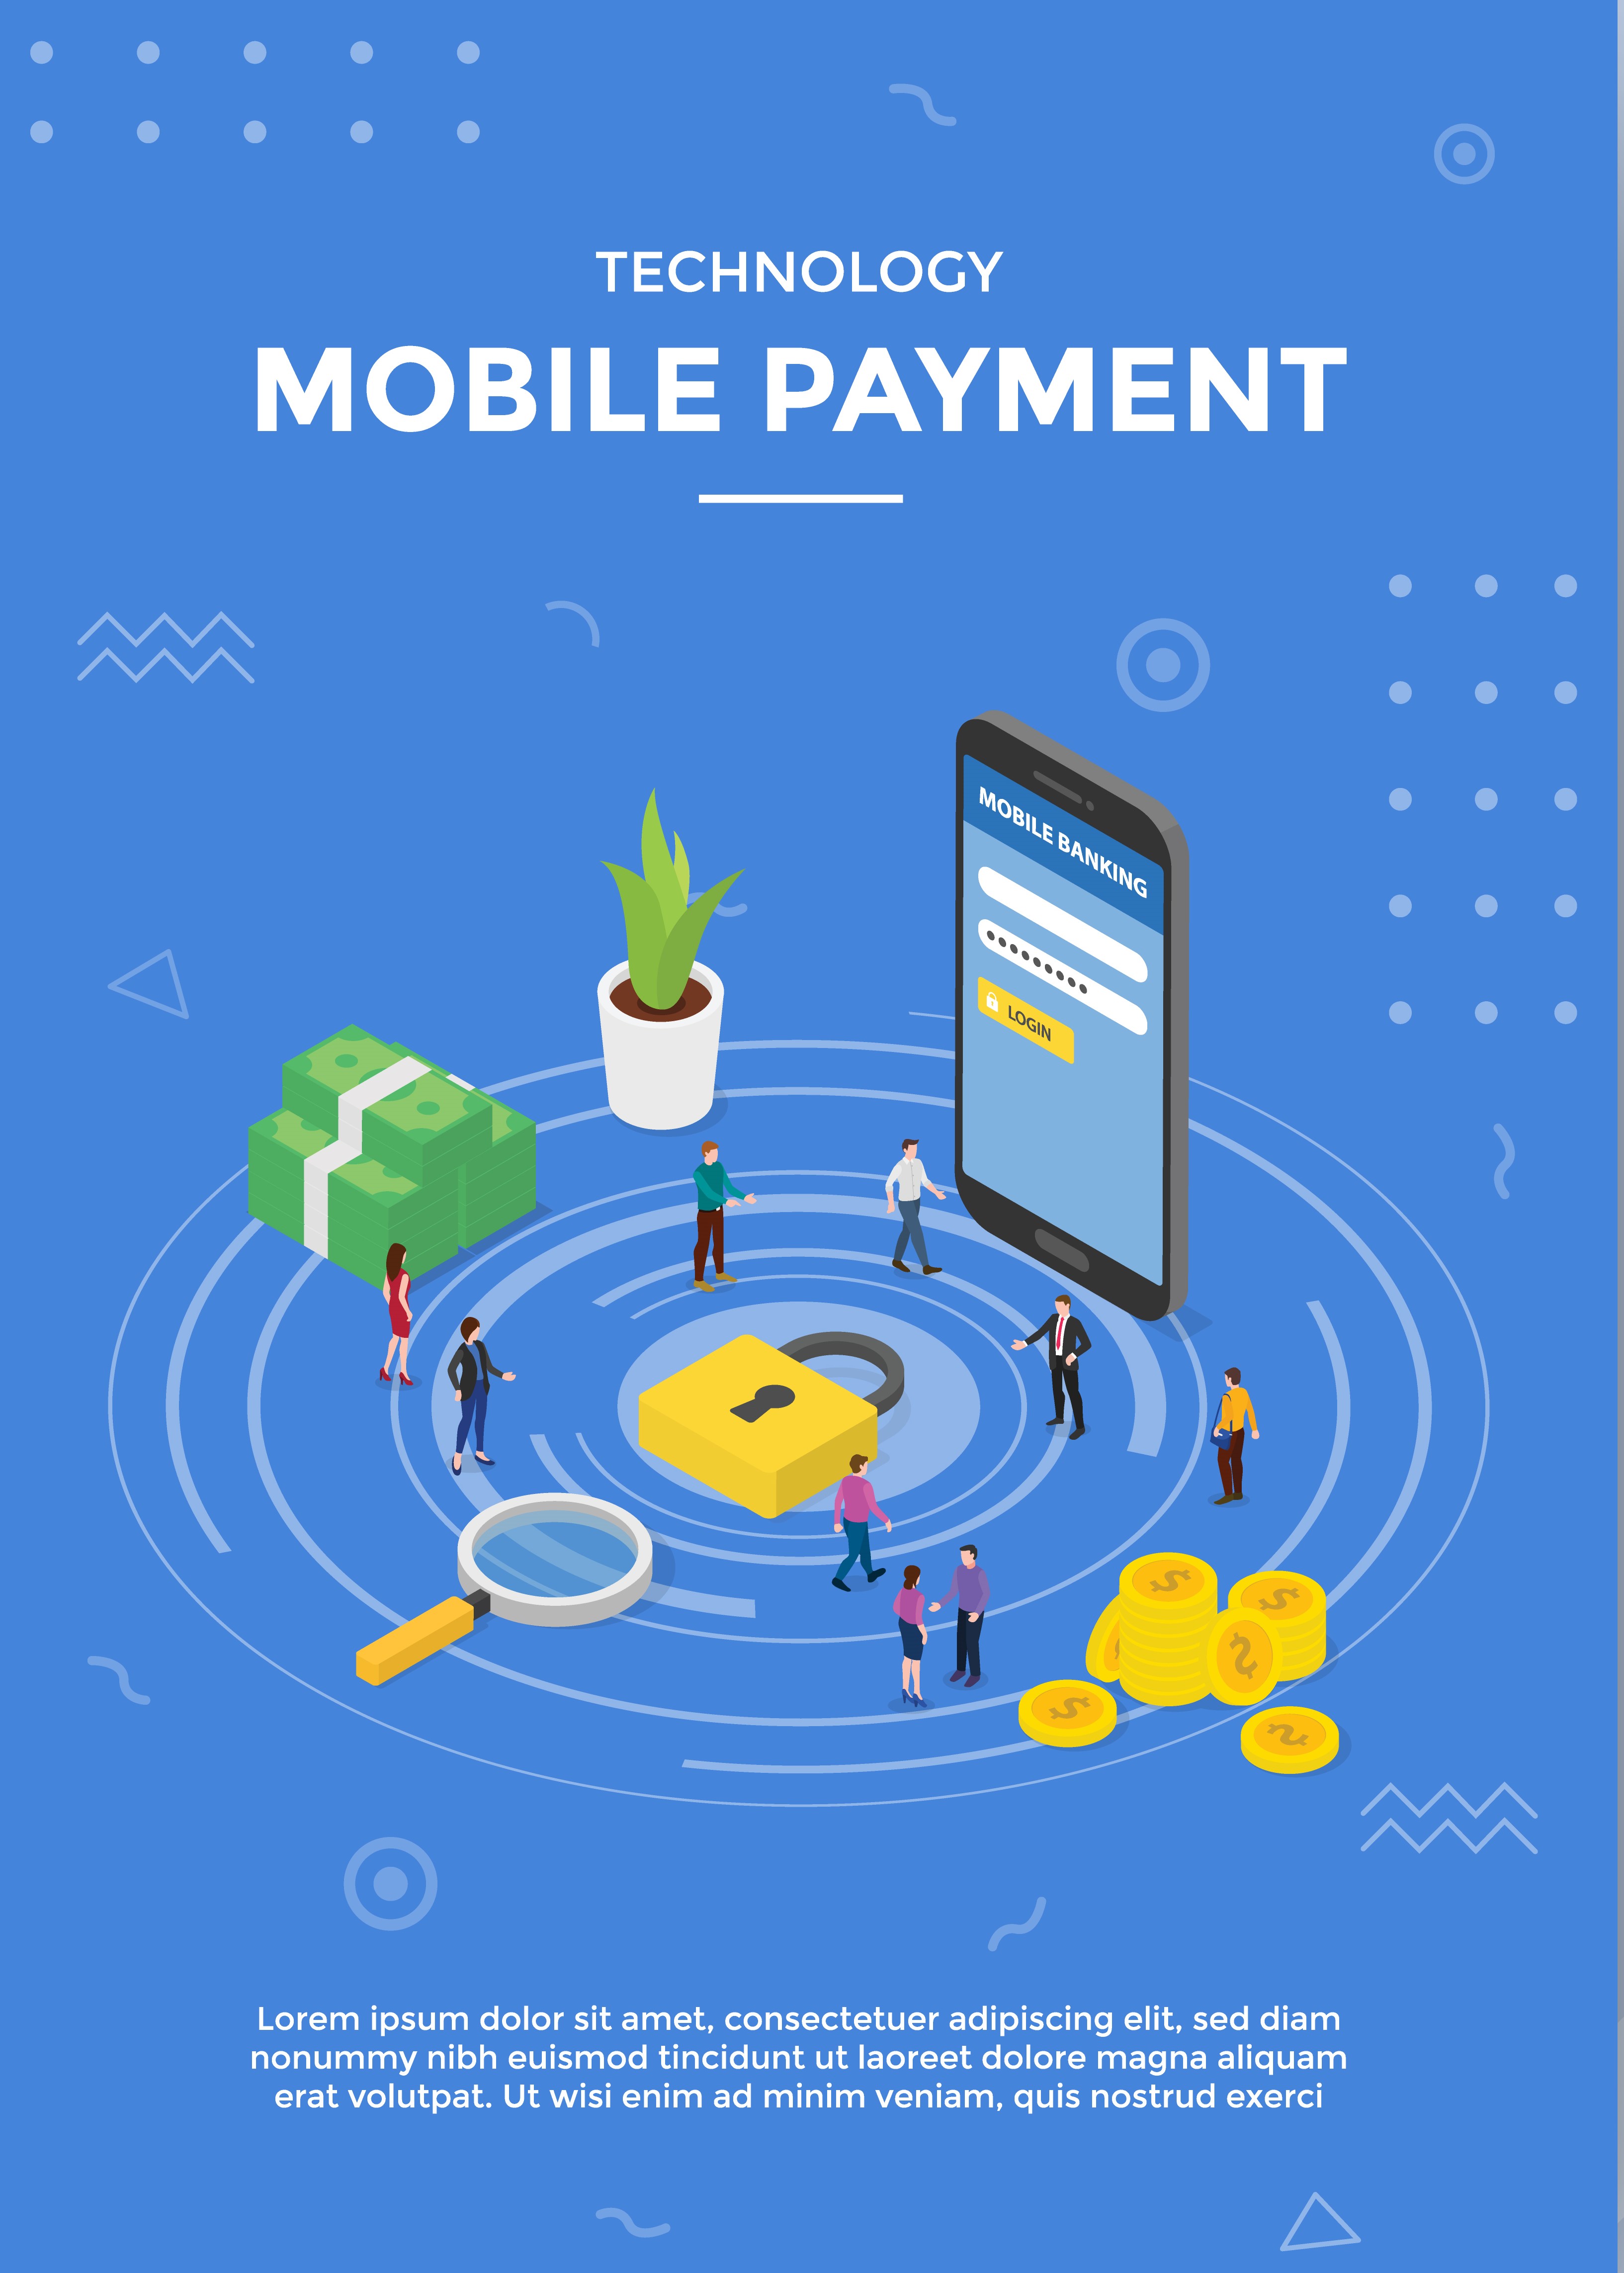 TECHNOLOGY
MOBILE PAYMENT
MOBILE BANKING
LOGIN
Lorem ipsum dolor sit amet, consectetuer adipiscing elit, sed diam
nonummy nibh euismod tincidunt ut laoreet dolore magna aliquam
erat volutpat. Ut wisi enim ad minim veniam, quis nostrud exerci